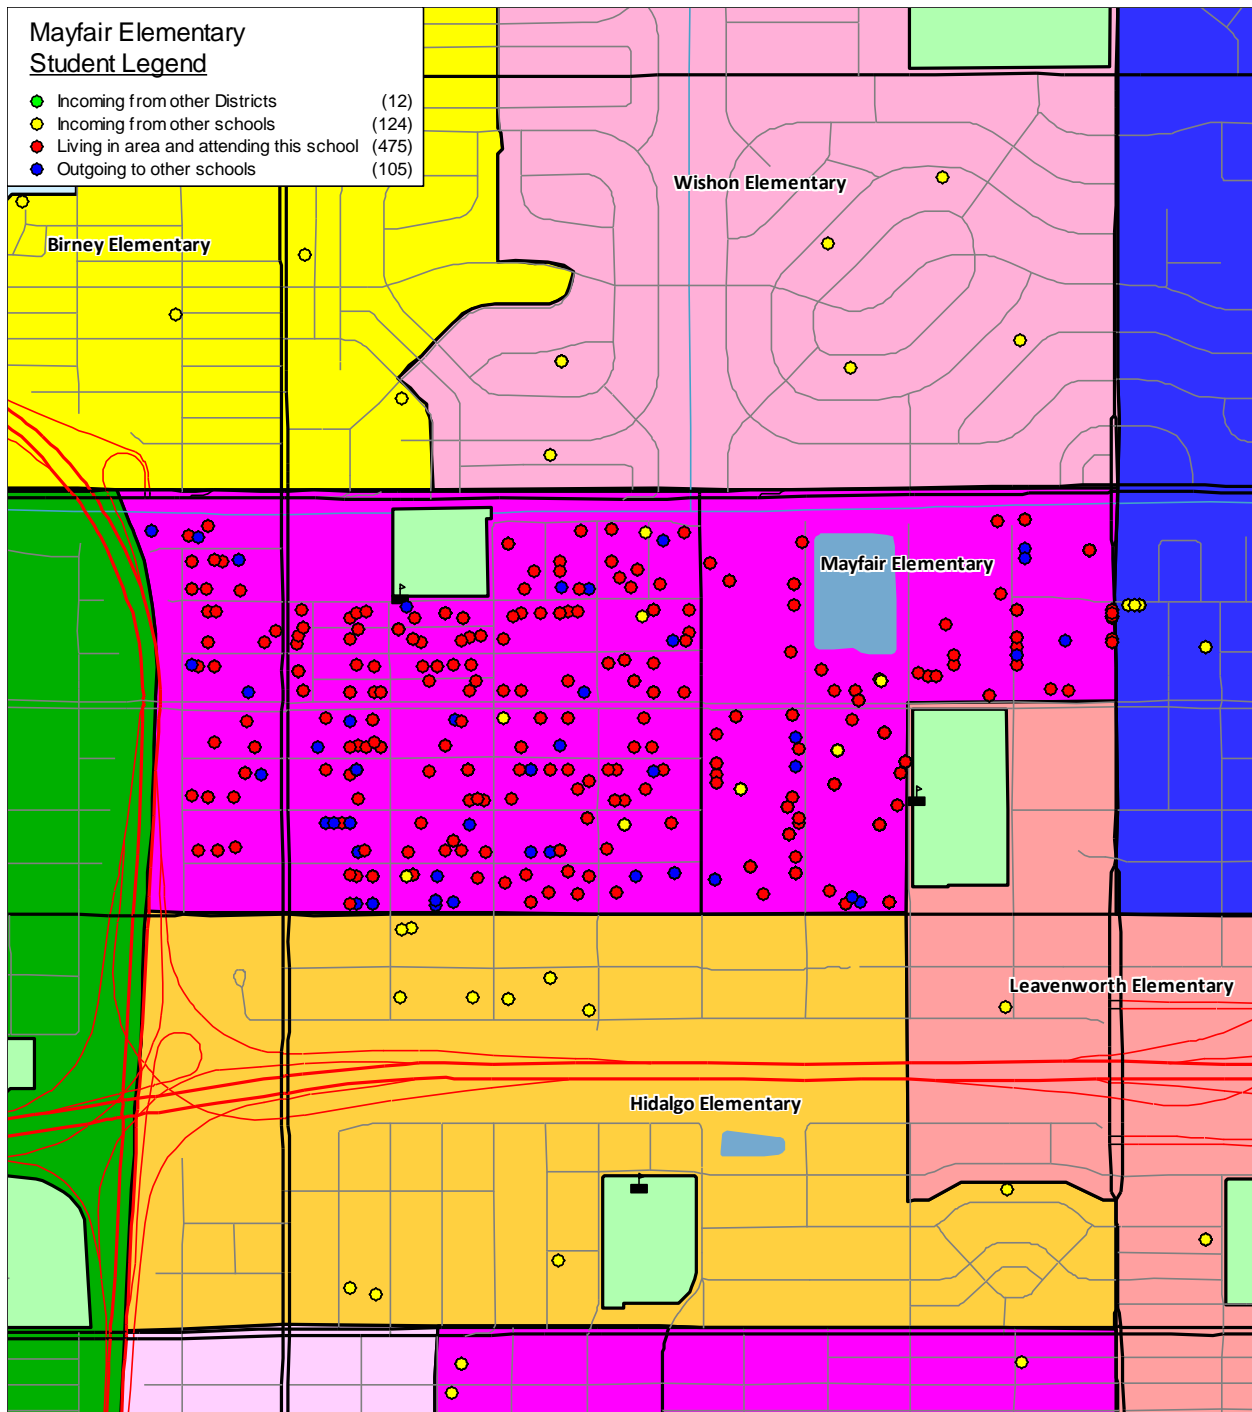 Mayfair Elementary
Student Legend
Incoming from other Districts (12)
Incoming from other schools (124)
Living in area and attending this school (475)
Outgoing to other schools (105)
Wishon Elementary
Birney Elementary
Mayfair Elementary
Leavenworth Elementary
Hidalgo Elementary